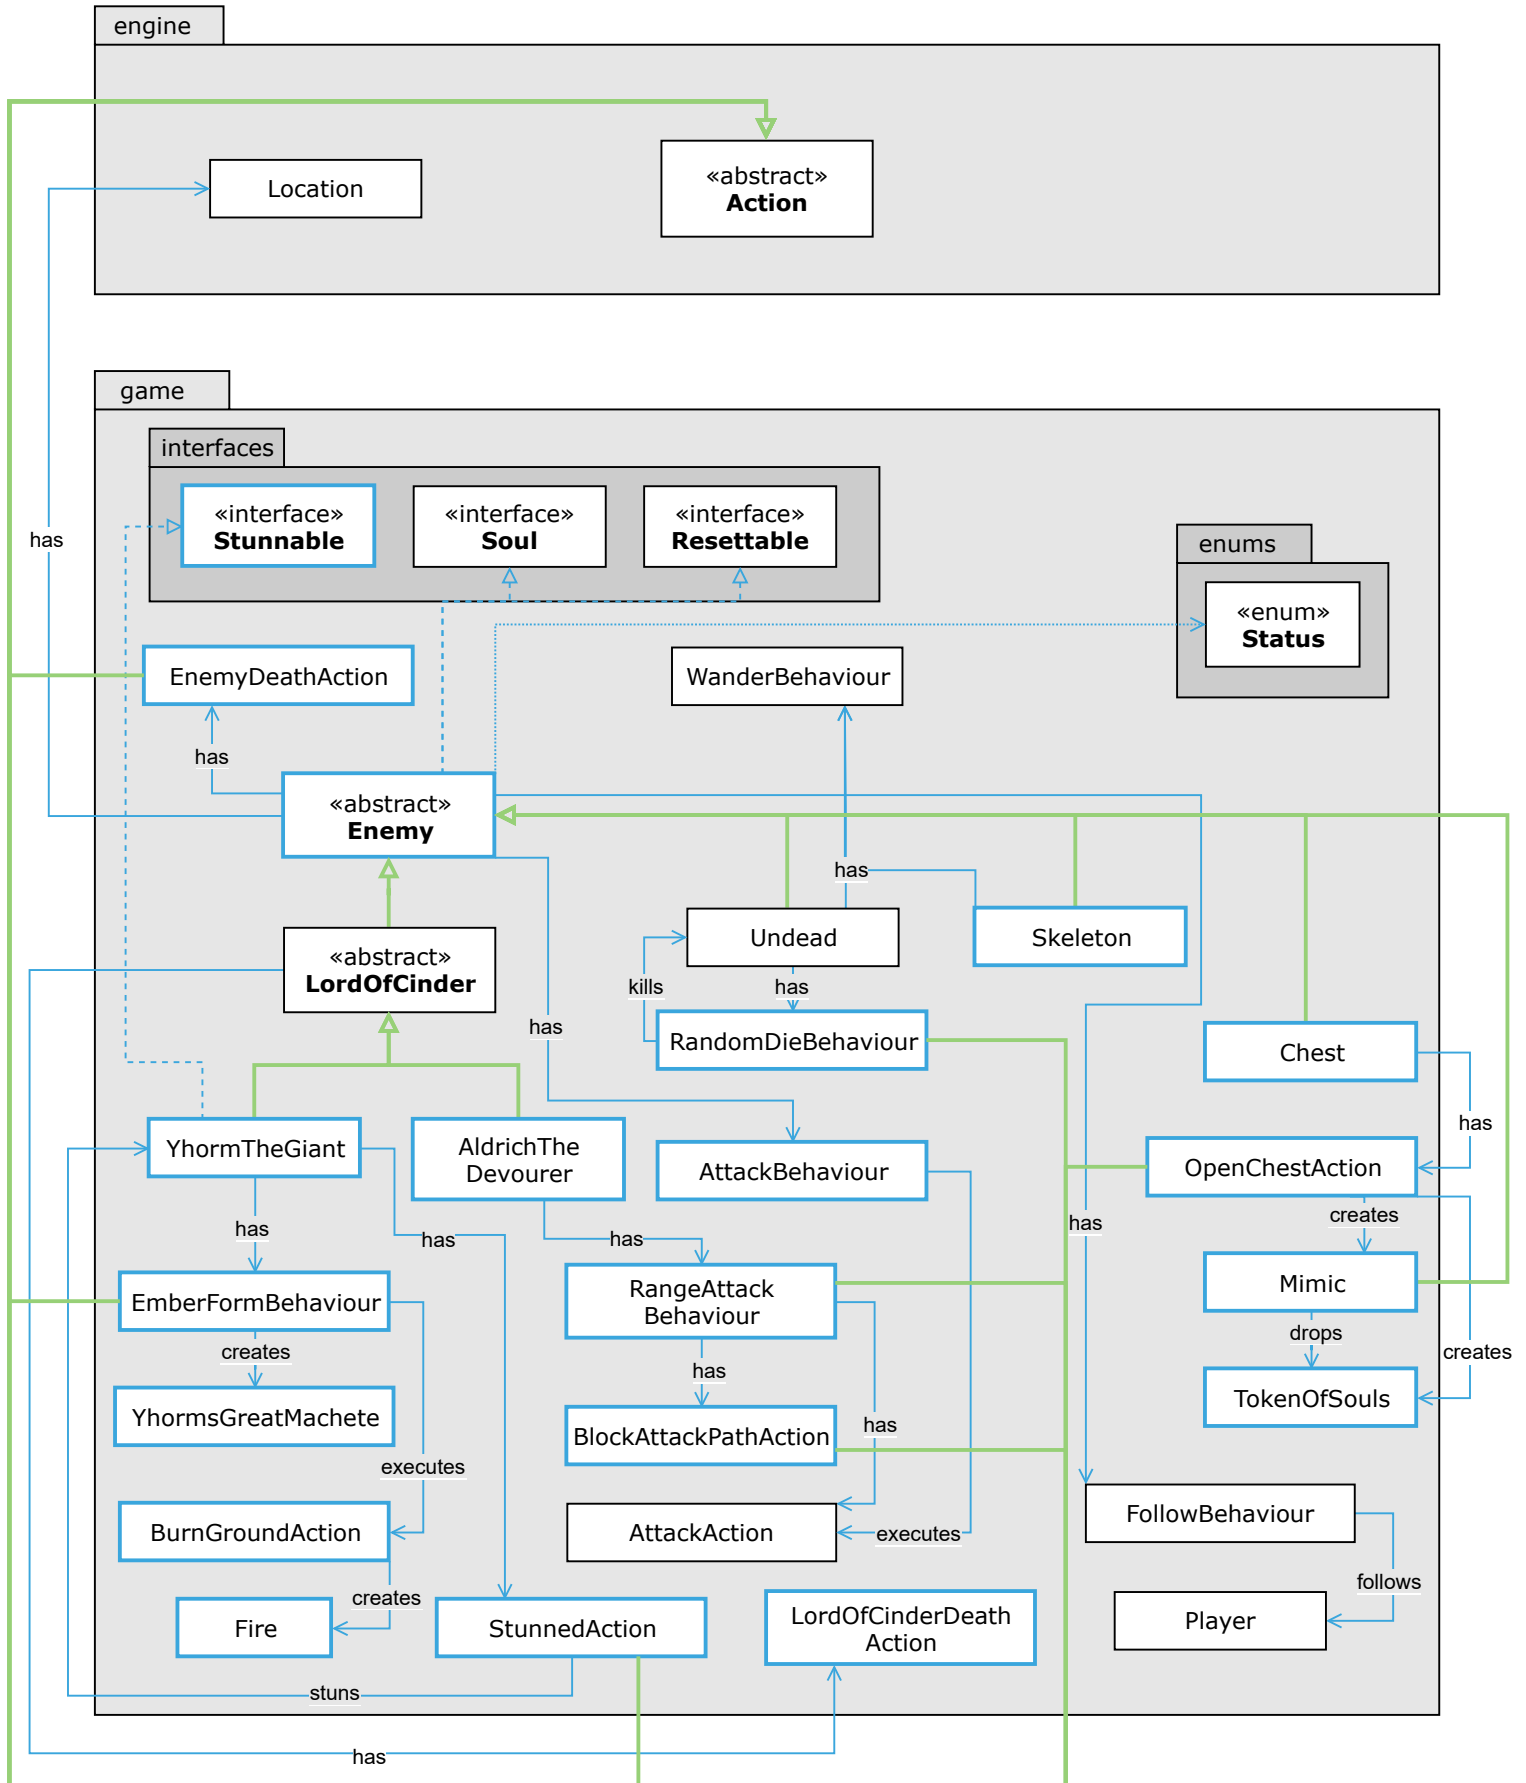 engine
Location
«abstract»
Action
game
interfaces
«interface»
Stunnable
«interface»
Soul
«interface»
Resettable
has
enums
«enum»
Status
EnemyDeathAction
WanderBehaviour
has
«abstract»
Enemy
has
«abstract»
LordOfCinder
Undead
Skeleton
kills
has
has
RandomDieBehaviour
Chest
has
YhormTheGiant
AldrichThe
Devourer
AttackBehaviour
OpenChestAction
has
has
has
has
creates
EmberFormBehaviour
RangeAttack
Behaviour
Mimic
drops
creates
creates
has
TokenOfSouls
YhormsGreatMachete
BlockAttackPathAction
has
executes
BurnGroundAction
AttackAction
executes
FollowBehaviour
creates
follows
Fire
StunnedAction
LordOfCinderDeath
Action
Player
stuns
has